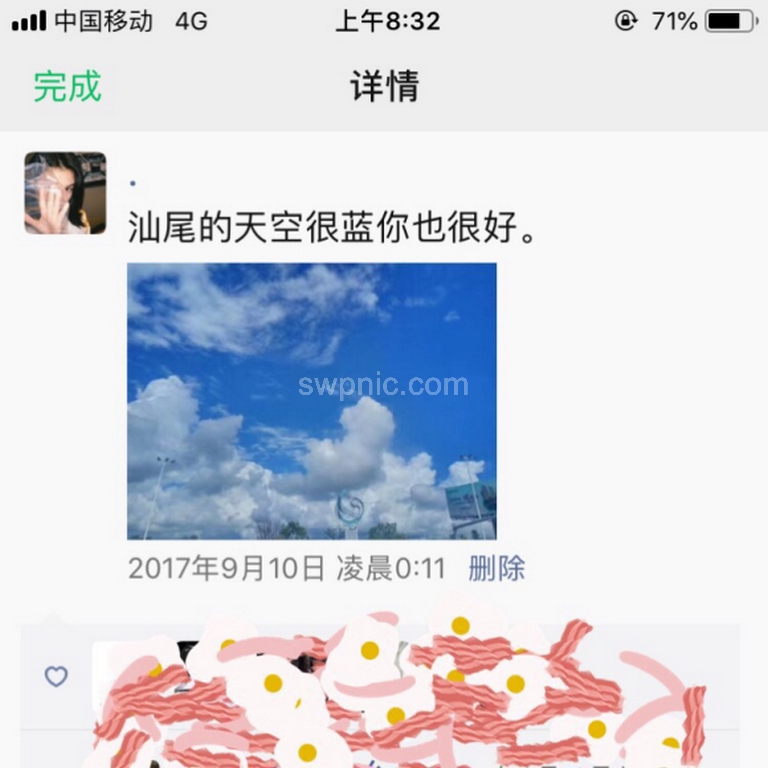 中国移动 4G 上午8:32 71%
完成 详情
.
汕尾的天空很蓝你也很好。
swpnic.com
2017年9月10日 凌晨0:11 删除